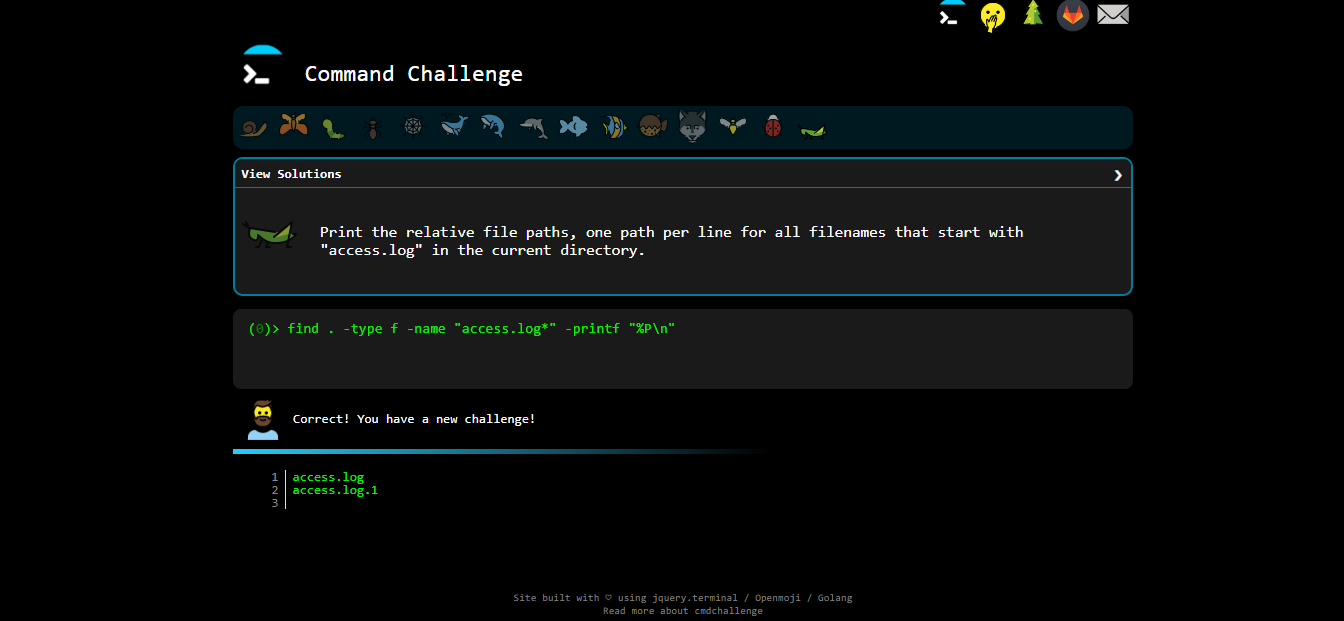 Command Challenge
View Solutions
Print the relative file paths, one path per line for all filenames that start with
"access.log" in the current directory.
(0)> find . -type f -name "access.log*" -printf "%P\n"
Correct! You have a new challenge!
1 access.log
2 access.log.1
3
Site built with ♡ using jquery.terminal / Openmoji / Golang
Read more about cmdchallenge